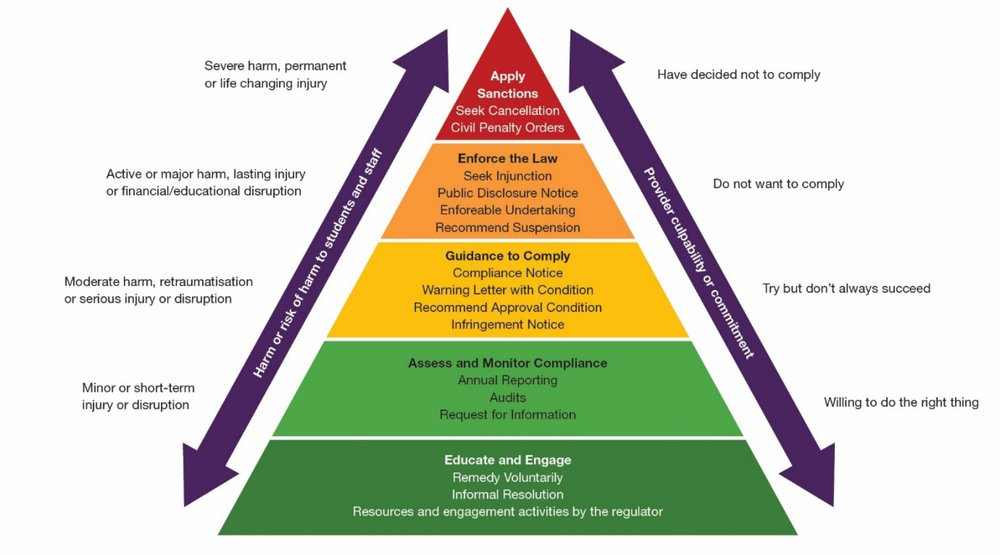 Severe harm, permanent
or life changing injury
Active or major harm, lasting injury
or financial/educational disruption
Moderate harm, retraumatisation
or serious injury or disruption
Minor or short-term
injury or disruption
Harm or risk of harm to students and staff
Apply
Sanctions
Seek Cancellation
Civil Penalty Orders
Enforce the Law
Seek Injunction
Public Disclosure Notice
Enforeable Undertaking
Recommend Suspension
Guidance to Comply
Compliance Notice
Warning Letter with Condition
Recommend Approval Condition
Infringement Notice
Assess and Monitor Compliance
Annual Reporting
Audits
Request for Information
Educate and Engage
Remedy Voluntarily
Informal Resolution
Resources and engagement activities by the regulator
Provider culpability or commitment
Have decided not to comply
Do not want to comply
Try but don’t always succeed
Willing to do the right thing